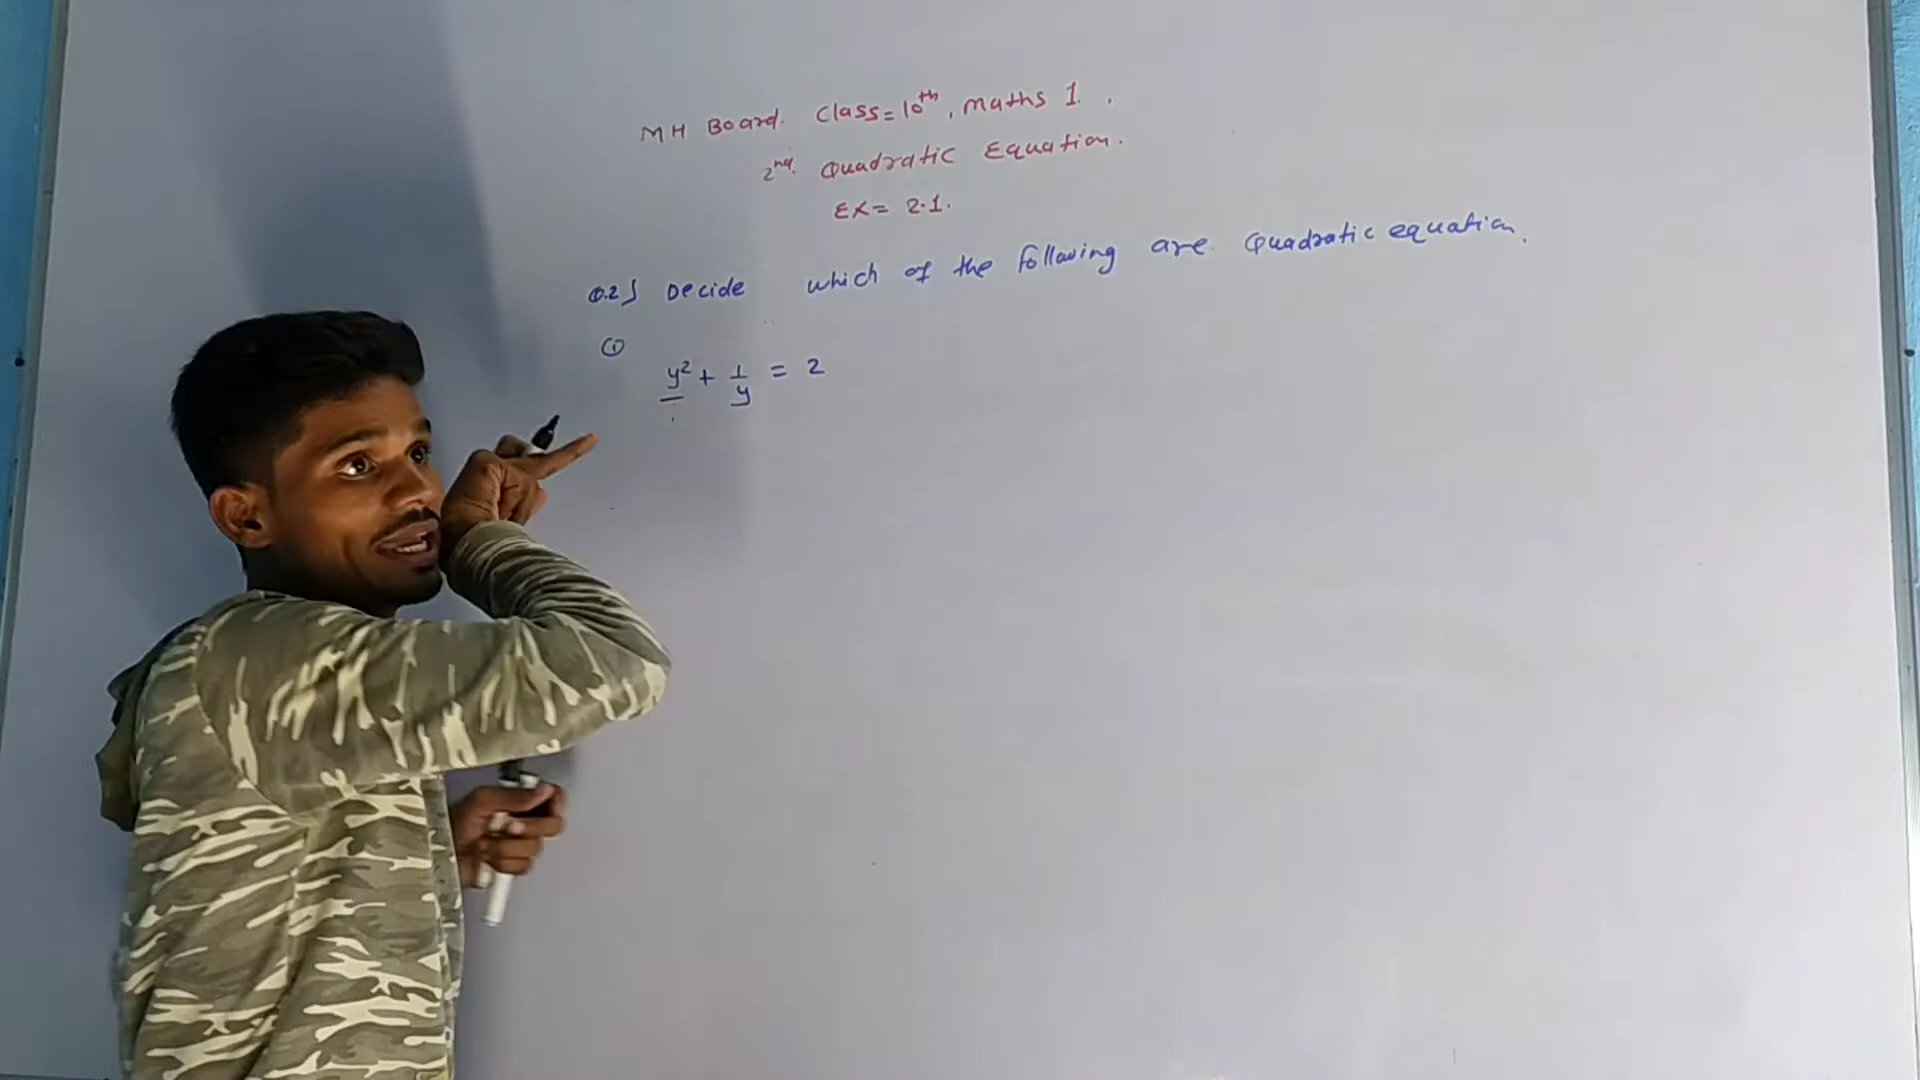 MH Board. Class = 10th, maths 1.
2nd. Quadratic Equation.
EX = 2.1.
Q.2) Decide which of the following are Quadratic equation.
①
y² + 1/y = 2